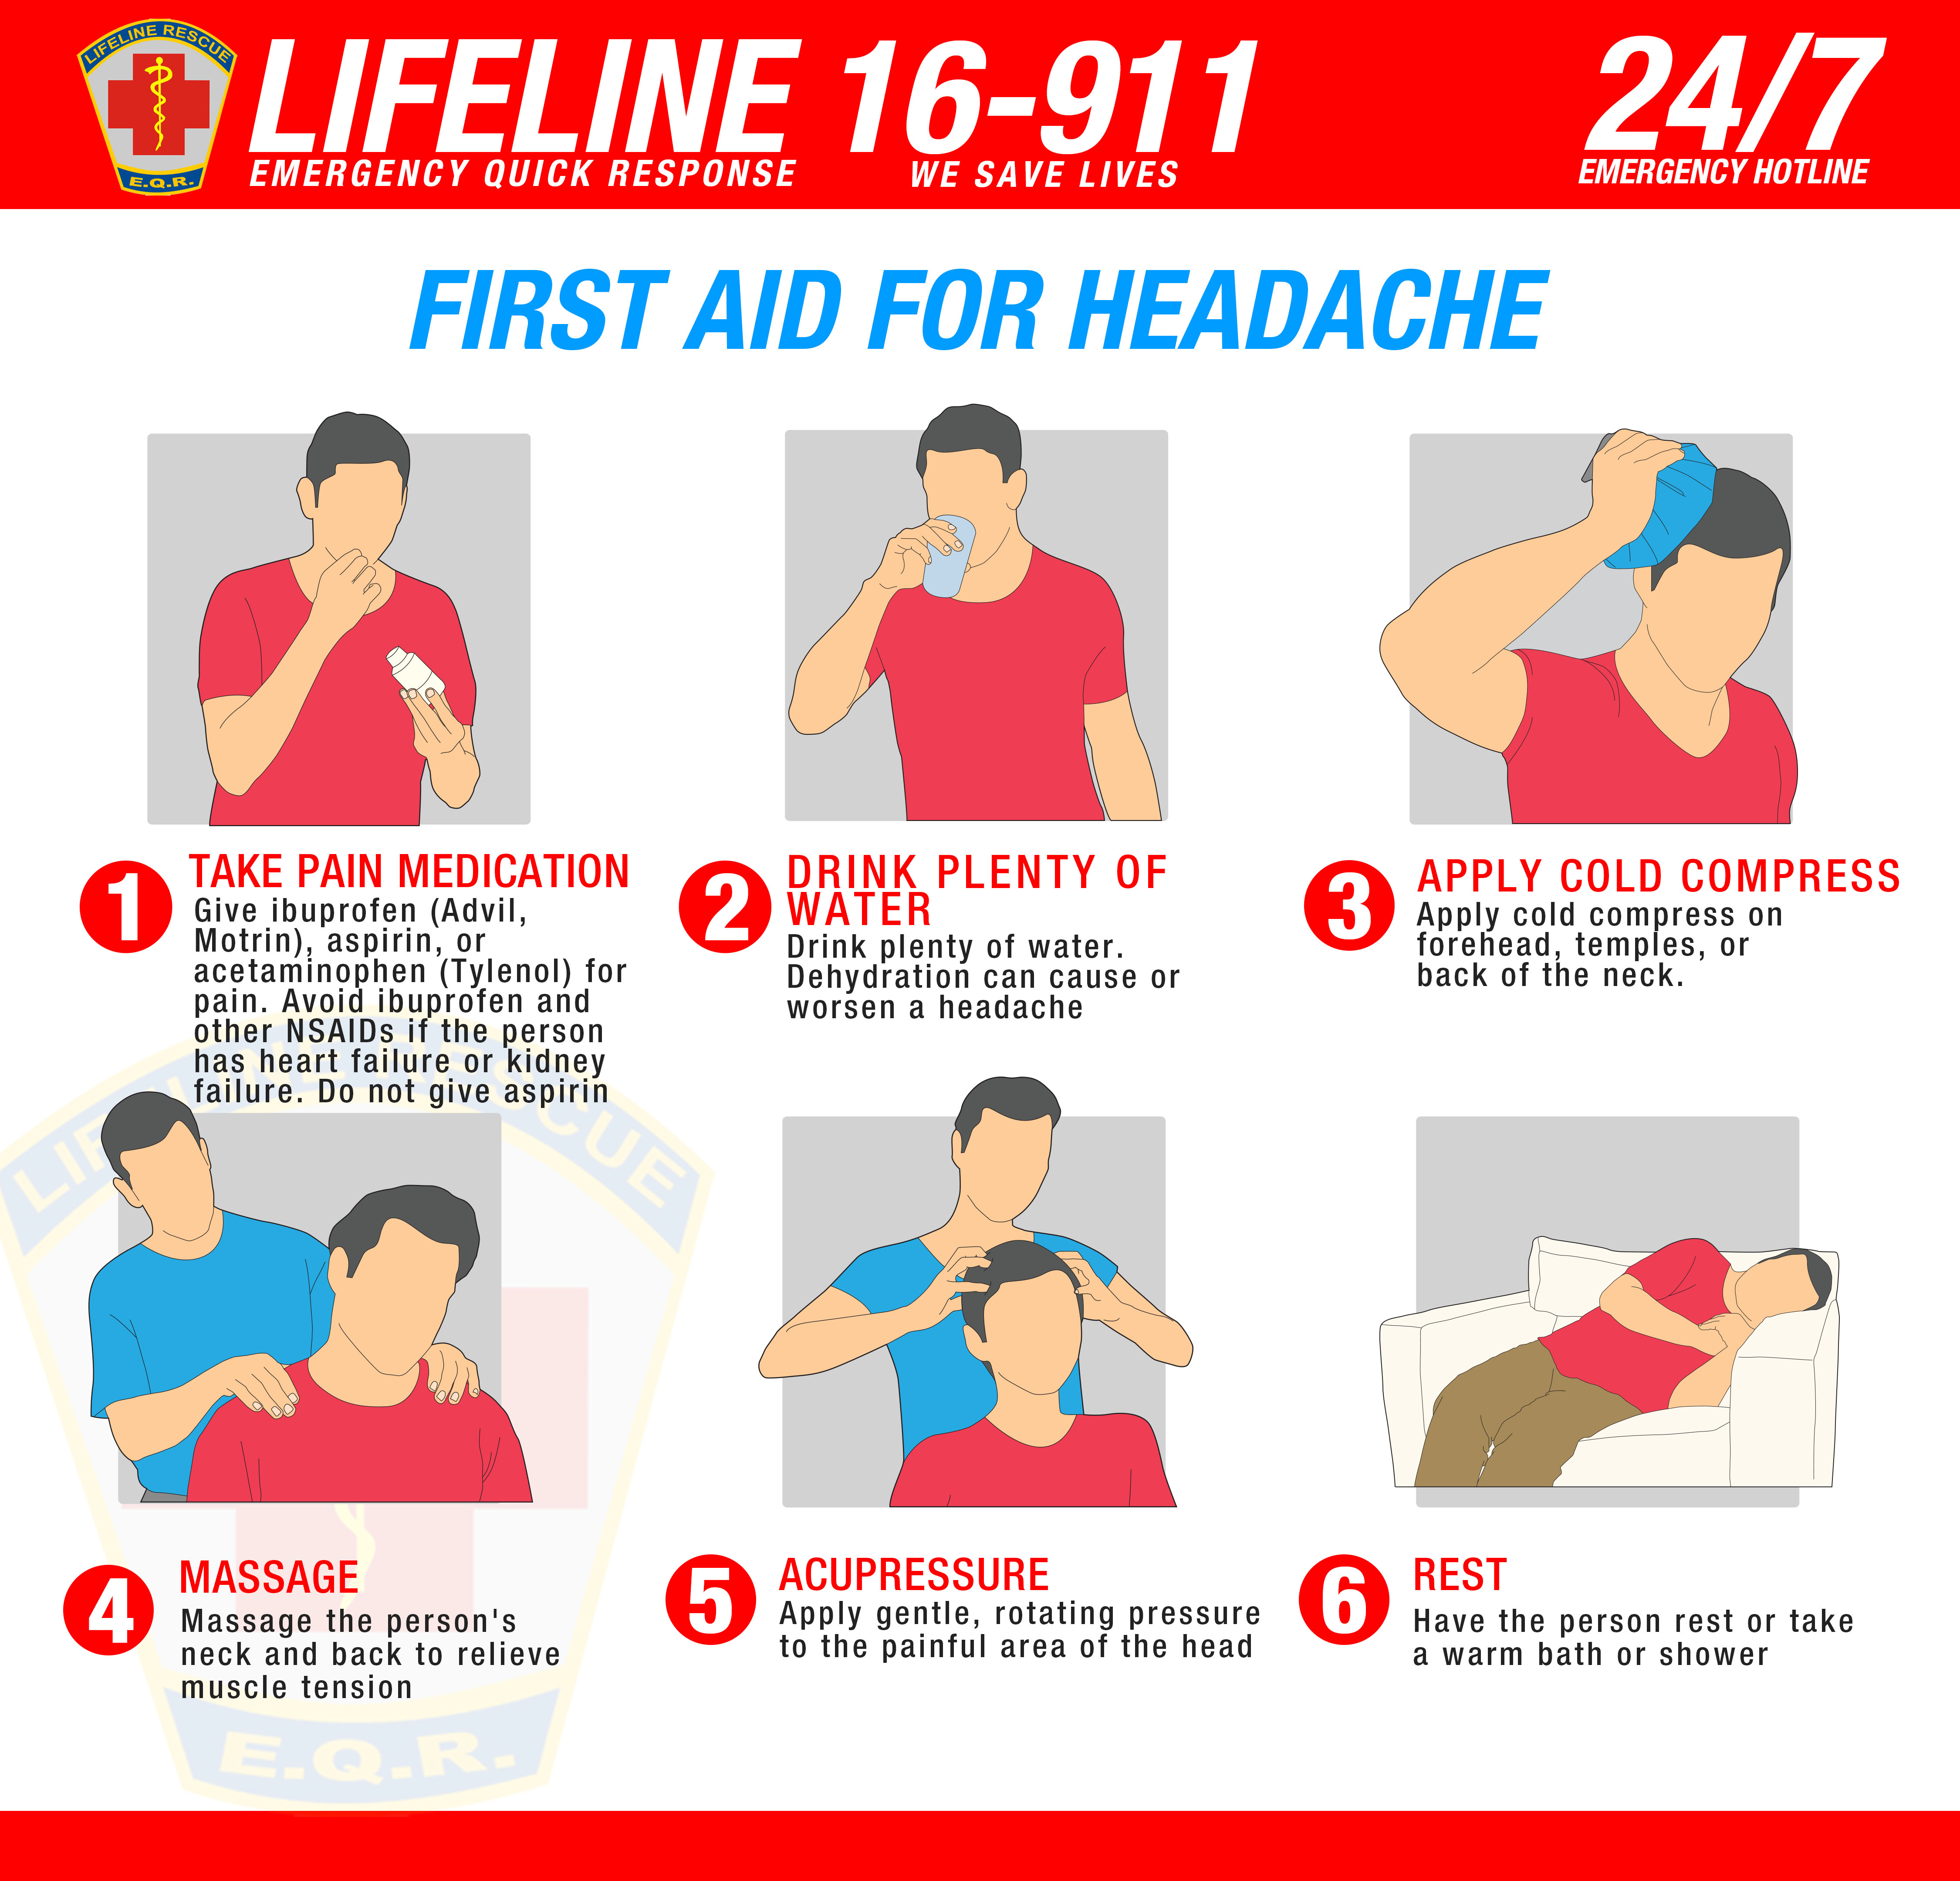 LIFELINE RESCUE
E.Q.R.
LIFELINE 16-911
EMERGENCY QUICK RESPONSE
WE SAVE LIVES
24/7
EMERGENCY HOTLINE
FIRST AID FOR HEADACHE
1
TAKE PAIN MEDICATION
Give ibuprofen (Advil,
Motrin), aspirin, or
acetaminophen (Tylenol) for
pain. Avoid ibuprofen and
other NSAIDs if the person
has heart failure or kidney
failure. Do not give aspirin
2
DRINK PLENTY OF
WATER
Drink plenty of water.
Dehydration can cause or
worsen a headache
3
APPLY COLD COMPRESS
Apply cold compress on
forehead, temples, or
back of the neck.
4
MASSAGE
Massage the person's
neck and back to relieve
muscle tension
5
ACUPRESSURE
Apply gentle, rotating pressure
to the painful area of the head
6
REST
Have the person rest or take
a warm bath or shower
LIFELINE RESCUE
E.Q.R.